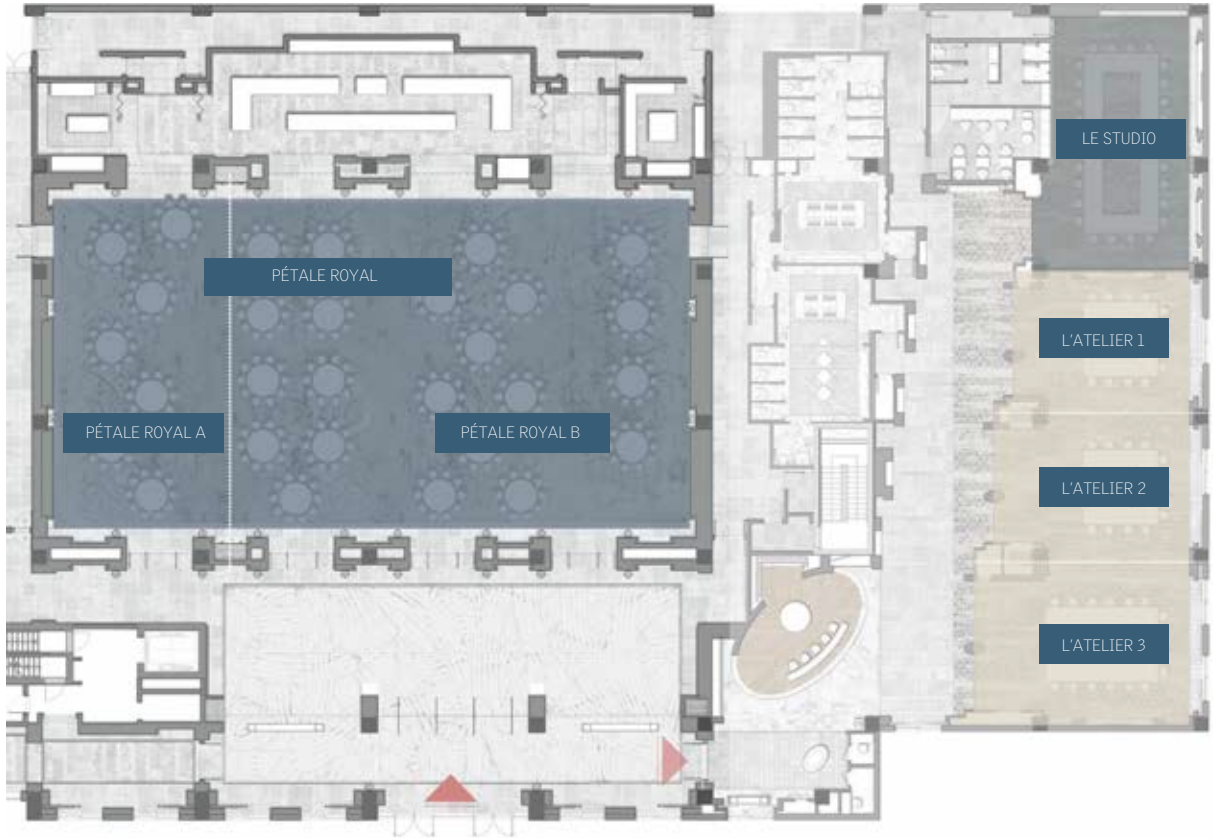 LE STUDIO
PÉTALE ROYAL
L'ATELIER 1
PÉTALE ROYAL A
PÉTALE ROYAL B
L'ATELIER 2
L'ATELIER 3